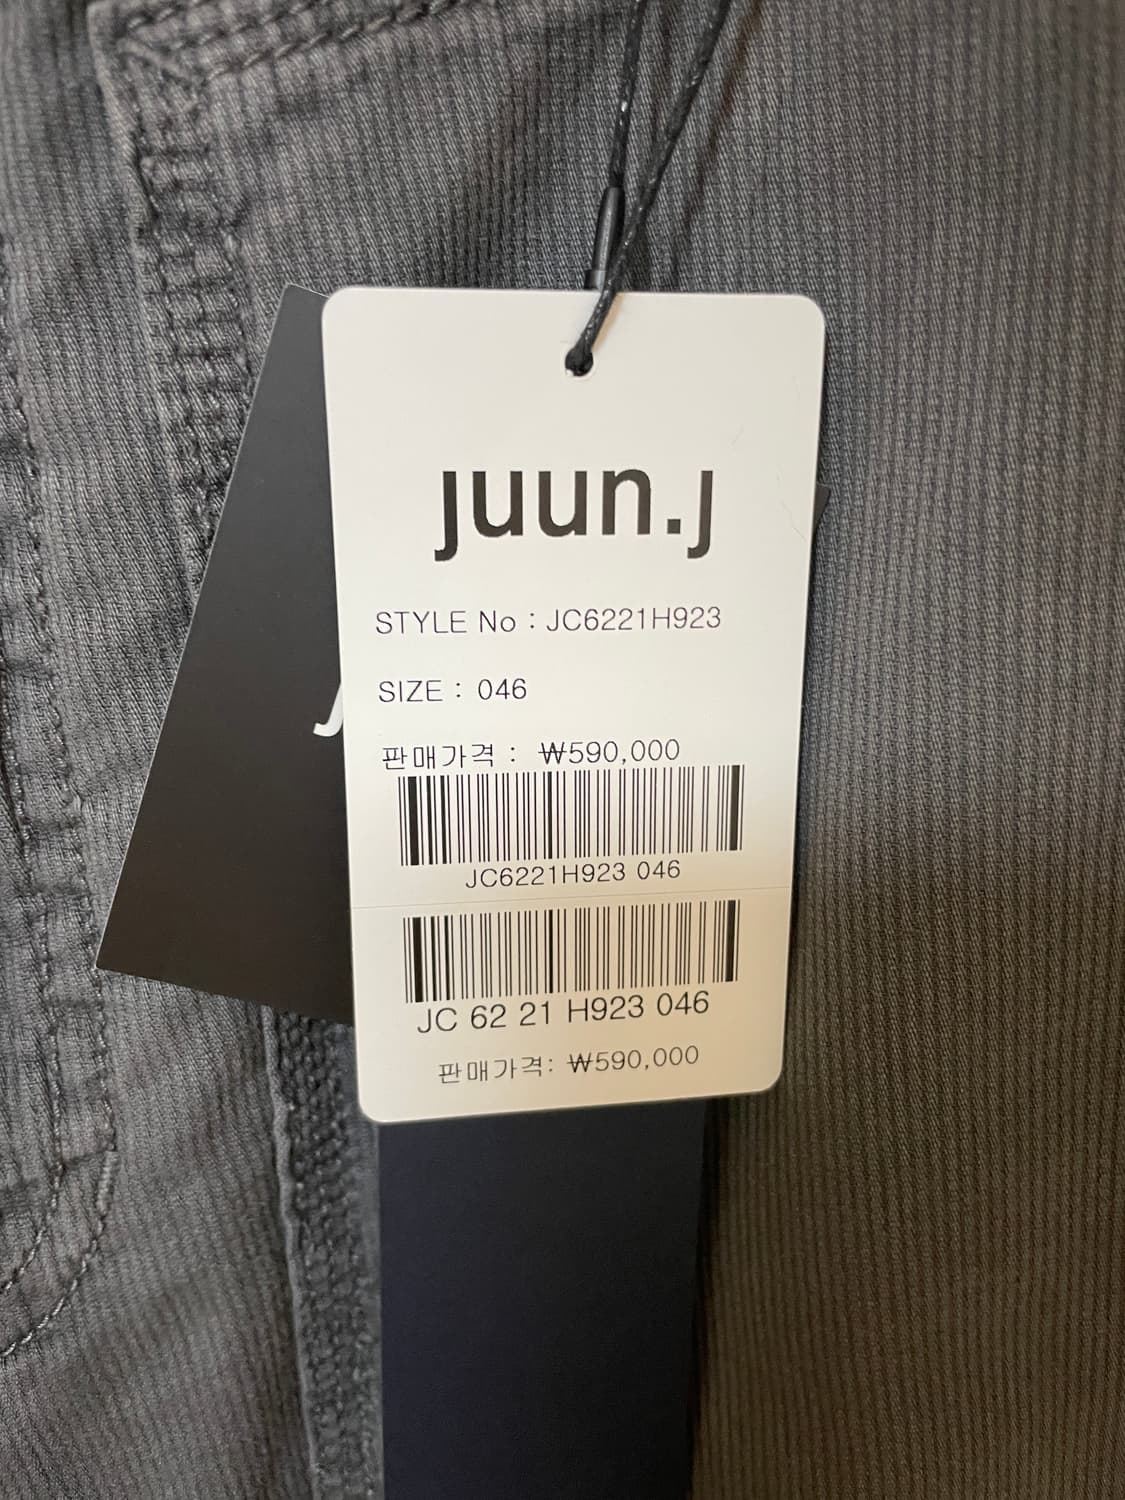 juun.j
STYLE No : JC6221H923
SIZE : 046
판매가격 : ₩590,000
JC6221H923 046
JC 62 21 H923 046
판매가격: ₩590,000